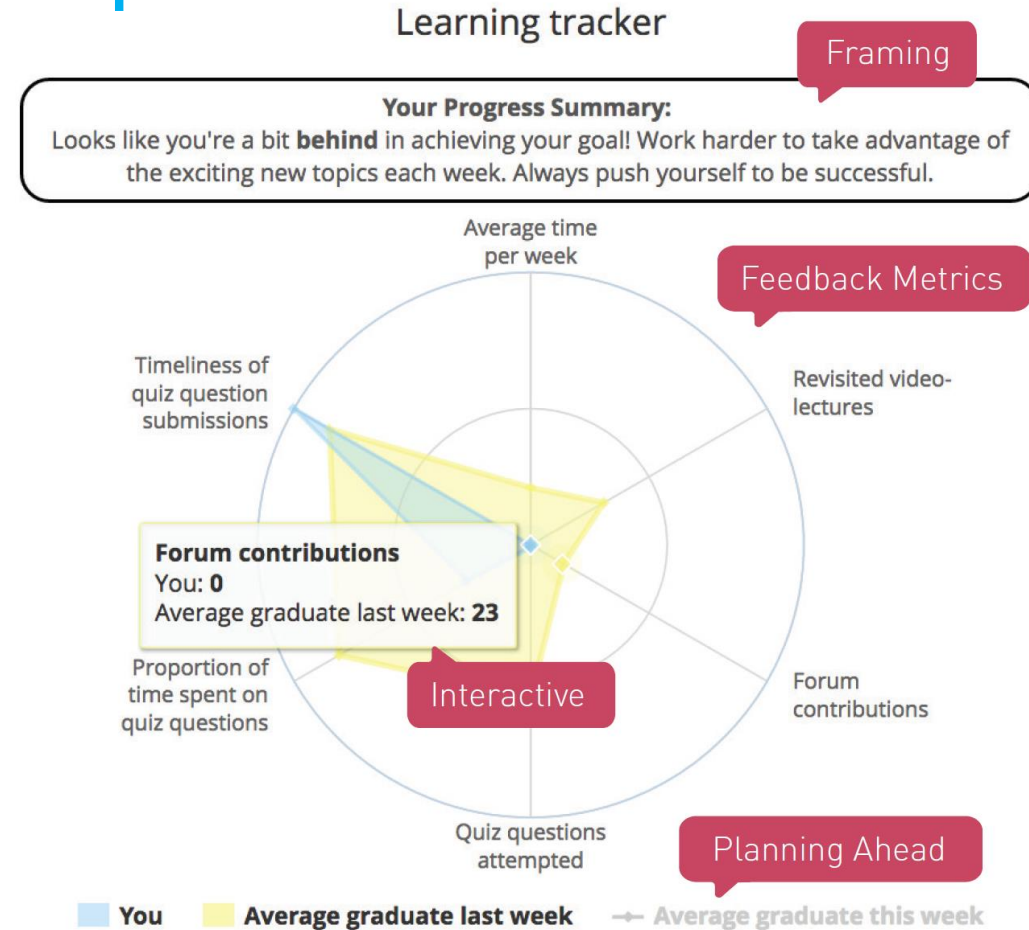 Learning tracker
Framing
Your Progress Summary:
Looks like you're a bit behind in achieving your goal! Work harder to take advantage of
the exciting new topics each week. Always push yourself to be successful.
Average time
per week
Feedback Metrics
Timeliness of
quiz question
submissions
Revisited video-
lectures
Forum contributions
You: 0
Average graduate last week: 23
Proportion of
time spent on
quiz questions
Interactive
Forum
contributions
Quiz questions
attempted
Planning Ahead
You
Average graduate last week
Average graduate this week